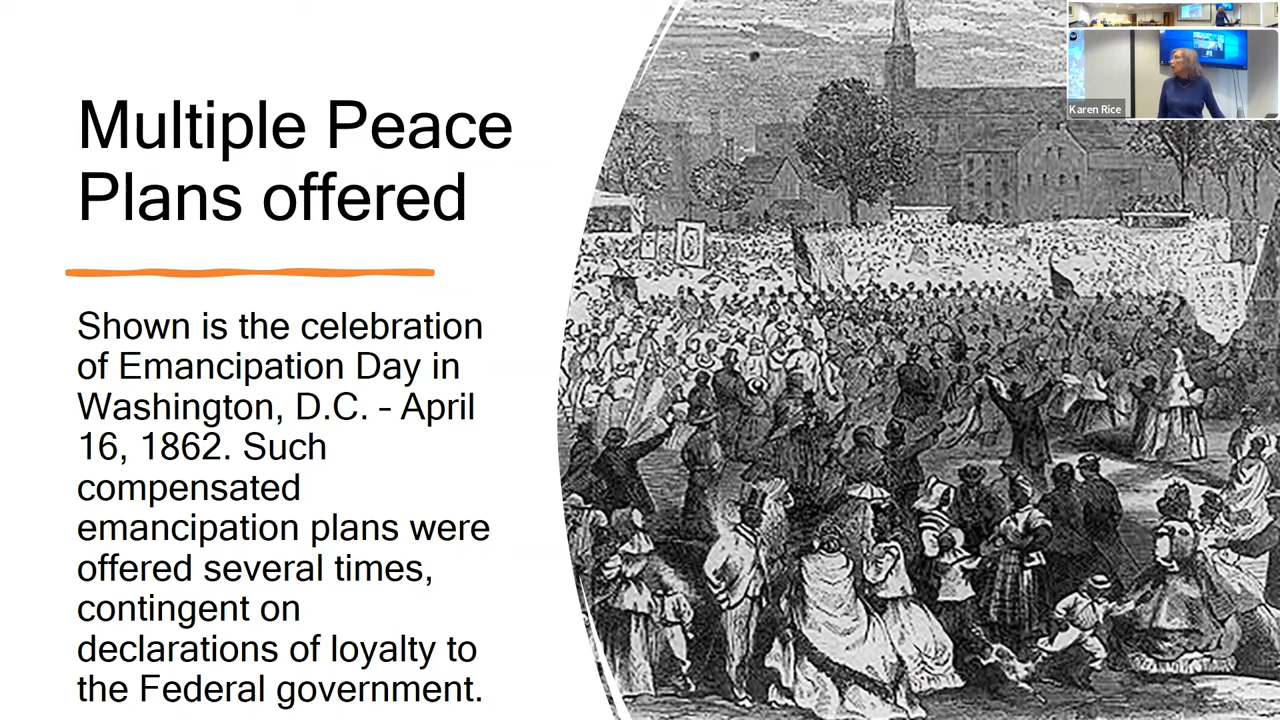 Multiple Peace
Plans offered
Shown is the celebration
of Emancipation Day in
Washington, D.C. – April
16, 1862. Such
compensated
emancipation plans were
offered several times,
contingent on
declarations of loyalty to
the Federal government.
Karen Rice